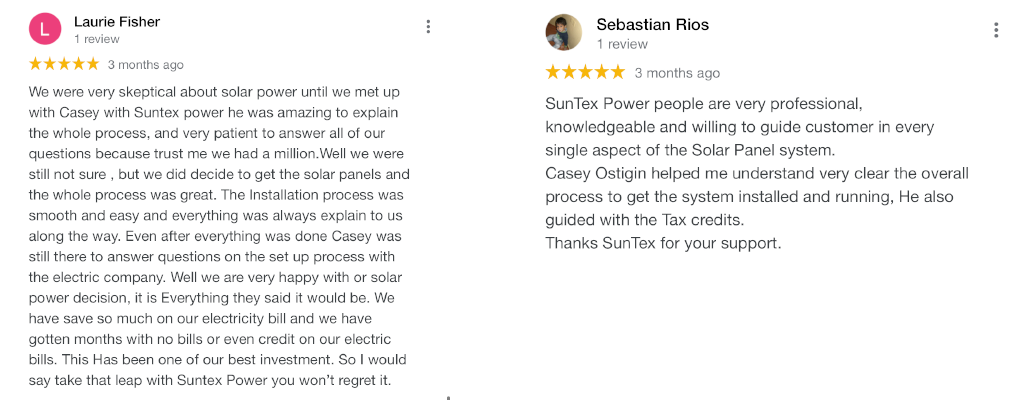 Laurie Fisher
1 review
3 months ago
We were very skeptical about solar power until we met up
with Casey with Suntex power he was amazing to explain
the whole process, and very patient to answer all of our
questions because trust me we had a million.Well we were
still not sure , but we did decide to get the solar panels and
the whole process was great. The Installation process was
smooth and easy and everything was always explain to us
along the way. Even after everything was done Casey was
still there to answer questions on the set up process with
the electric company. Well we are very happy with or solar
power decision, it is Everything they said it would be. We
have save so much on our electricity bill and we have
gotten months with no bills or even credit on our electric
bills. This Has been one of our best investment. So I would
say take that leap with Suntex Power you won’t regret it.
Sebastian Rios
1 review
3 months ago
SunTex Power people are very professional,
knowledgeable and willing to guide customer in every
single aspect of the Solar Panel system.
Casey Ostigin helped me understand very clear the overall
process to get the system installed and running, He also
guided with the Tax credits.
Thanks SunTex for your support.
L